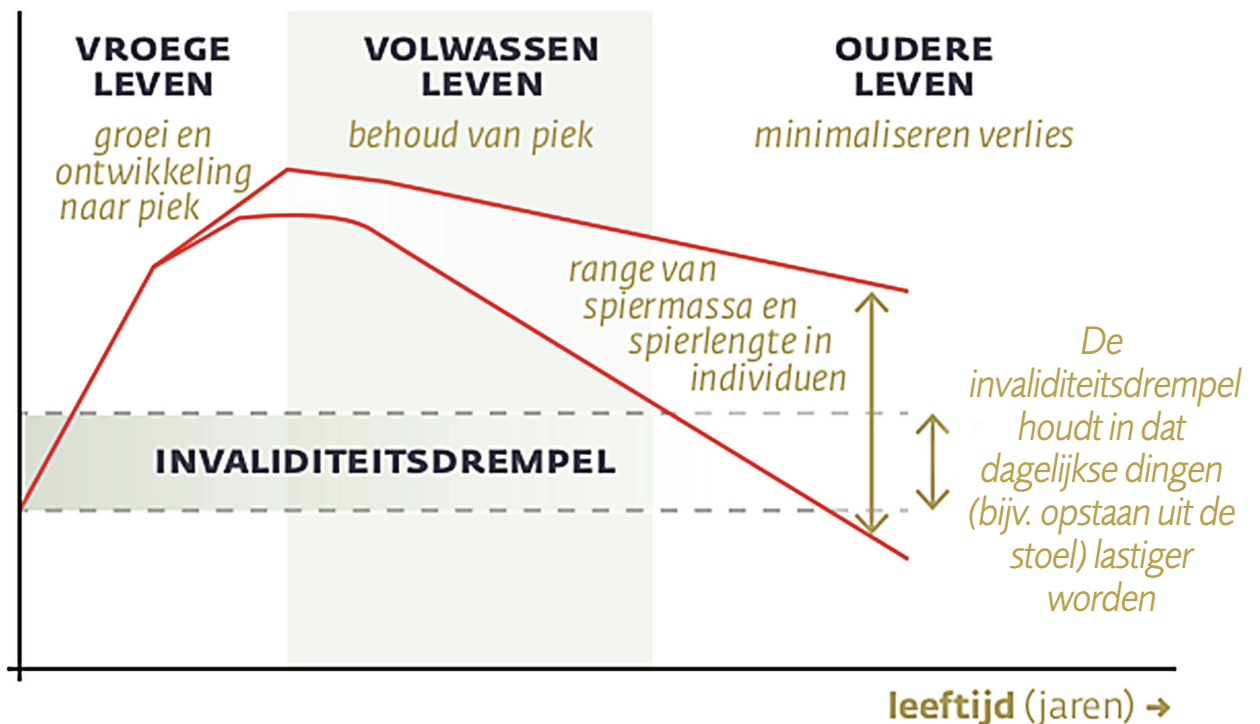 VROEGE
LEVEN
groei en
ontwikkeling
naar piek
VOLWASSEN
LEVEN
behoud van piek
OUDERE
LEVEN
minimaliseren verlies
range van
spiermassa en
spierlengte in
individuen
INVALIDITEITSDREMPEL
De
invaliditeitsdrempel
houdt in dat
dagelijkse dingen
(bijv. opstaan uit de
stoel) lastiger
worden
leeftijd (jaren) →